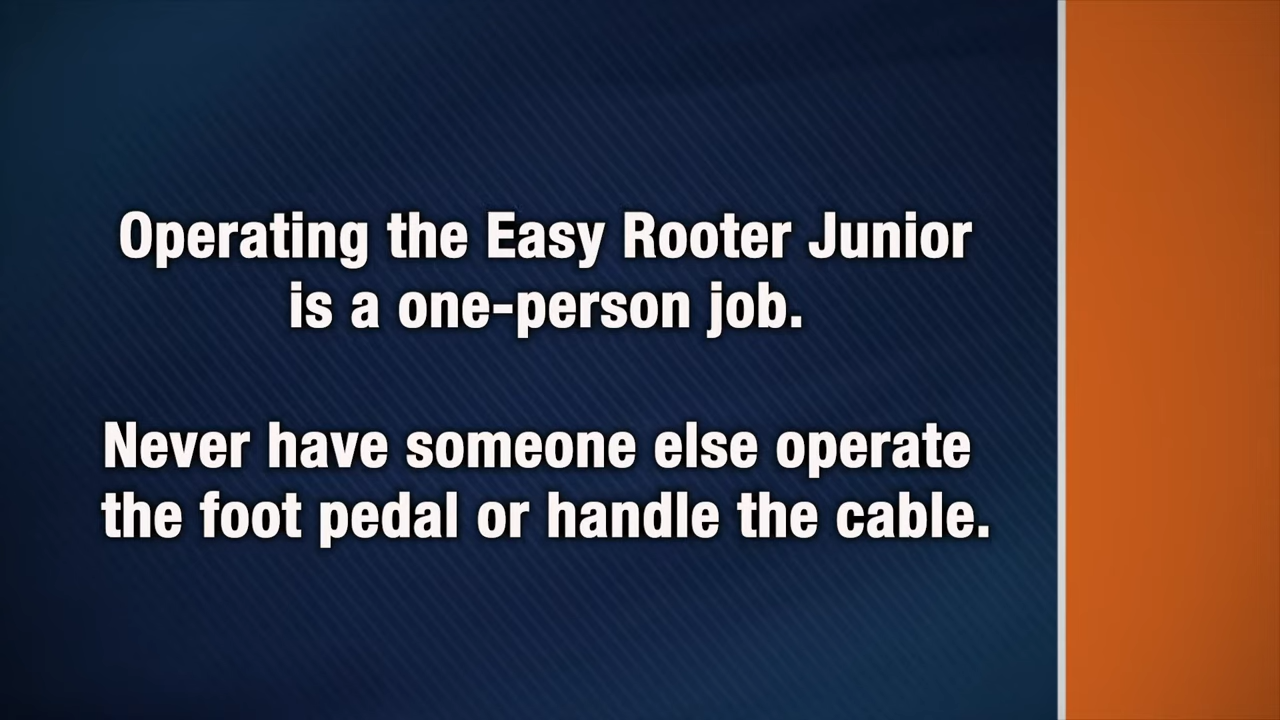 Operating the Easy Rooter Junior
is a one-person job.
Never have someone else operate
the foot pedal or handle the cable.